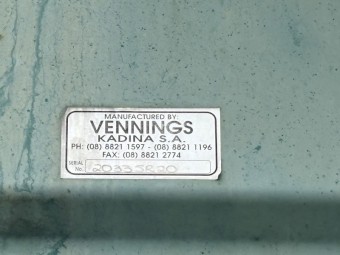 MANUFACTURED BY:
VENNINGS
KADINA S.A.
PH: (08) 8821 1597 - (08) 8821 1196
FAX: (08) 8821 2774
SERIAL
No.